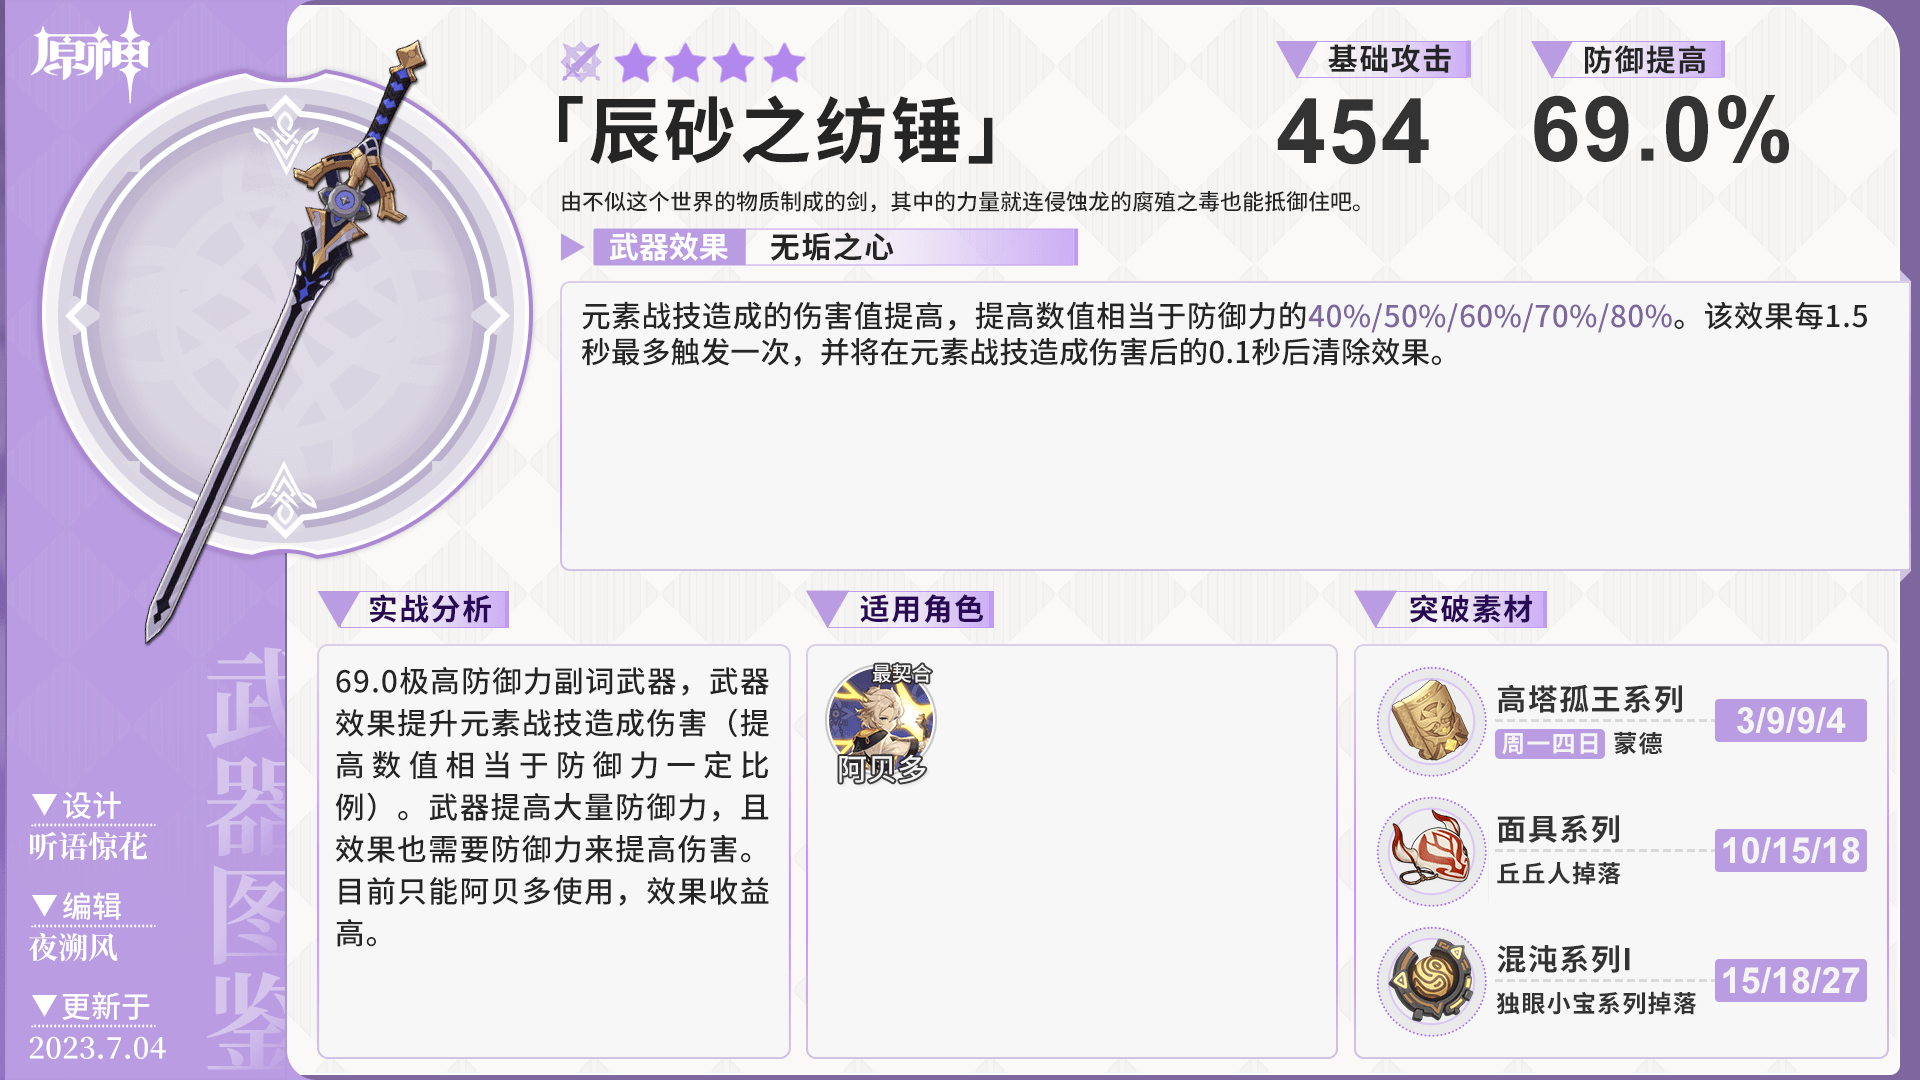 原神
「辰砂之纺锤」
基础攻击
454
防御提高
69.0%
由不似这个世界的物质制成的剑，其中的力量就连侵蚀龙的腐殖之毒也能抵御住吧。
武器效果
无垢之心
元素战技造成的伤害值提高，提高数值相当于防御力的40%/50%/60%/70%/80%。该效果每1.5
秒最多触发一次，并将在元素战技造成伤害后的0.1秒后清除效果。
武器图鉴
设计
听语惊花
编辑
夜溯风
更新于
2023.7.04
实战分析
69.0极高防御力副词武器，武器
效果提升元素战技造成伤害（提
高数值相当于防御力一定比
例）。武器提高大量防御力，且
效果也需要防御力来提高伤害。
目前只能阿贝多使用，效果收益
高。
适用角色
最契合
阿贝多
突破素材
高塔孤王系列
周一四日 蒙德
3/9/9/4
面具系列
丘丘人掉落
10/15/18
混沌系列I
独眼小宝系列掉落
15/18/27